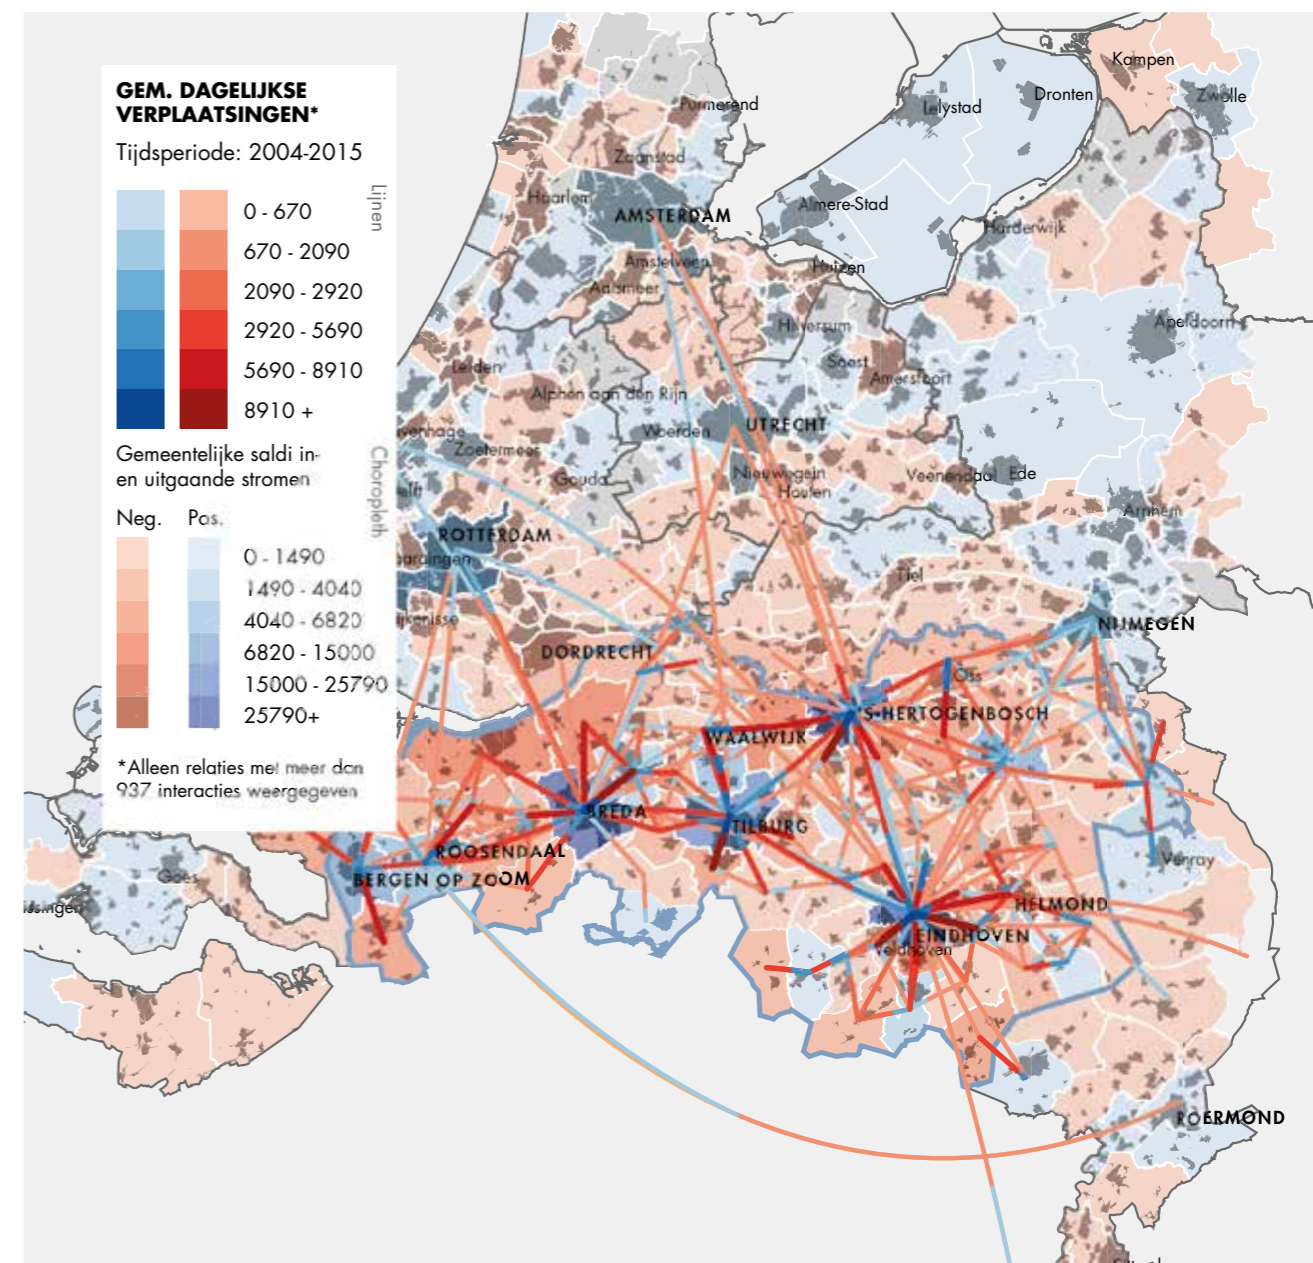 GEM. DAGELIJKSE
VERPLAATSINGEN*
Tijdsperiode: 2004-2015
Lijnen
0 - 670
670 - 2090
2090 - 2920
2920 - 5690
5690 - 8910
8910 +
Gemeentelijke saldi in-
en uitgaande stromen
Choropleth
Neg. Pos.
0 - 1490
1490 - 4040
4040 - 6820
6820 - 15000
15000 - 25790
25790+
*Alleen relaties met meer dan
937 interacties weergegeven
Kampen
Zwolle
Dronten
Lelystad
Purmerend
Zaanstad
Haarlem
AMSTERDAM
Almere-Stad
Harderwijk
Amstelveen
Huizen
Aalsmeer
Hilversum
Apeldoorn
Soest
Leiden
Amersfoort
Alphen aan den Rijn
UTRECHT
Woerden
Zoetermeer
Gouda
Nieuwegein
Houten
Veenendaal
Ede
Arnhem
ROTTERDAM
Tiel
NIJMEGEN
DORDRECHT
Oss
'S-HERTOGENBOSCH
WAALWIJK
BREDA
TILBURG
ROOSENDAAL
BERGEN OP ZOOM
Goes
Venray
HELMOND
EINDHOVEN
Veldhoven
ROERMOND